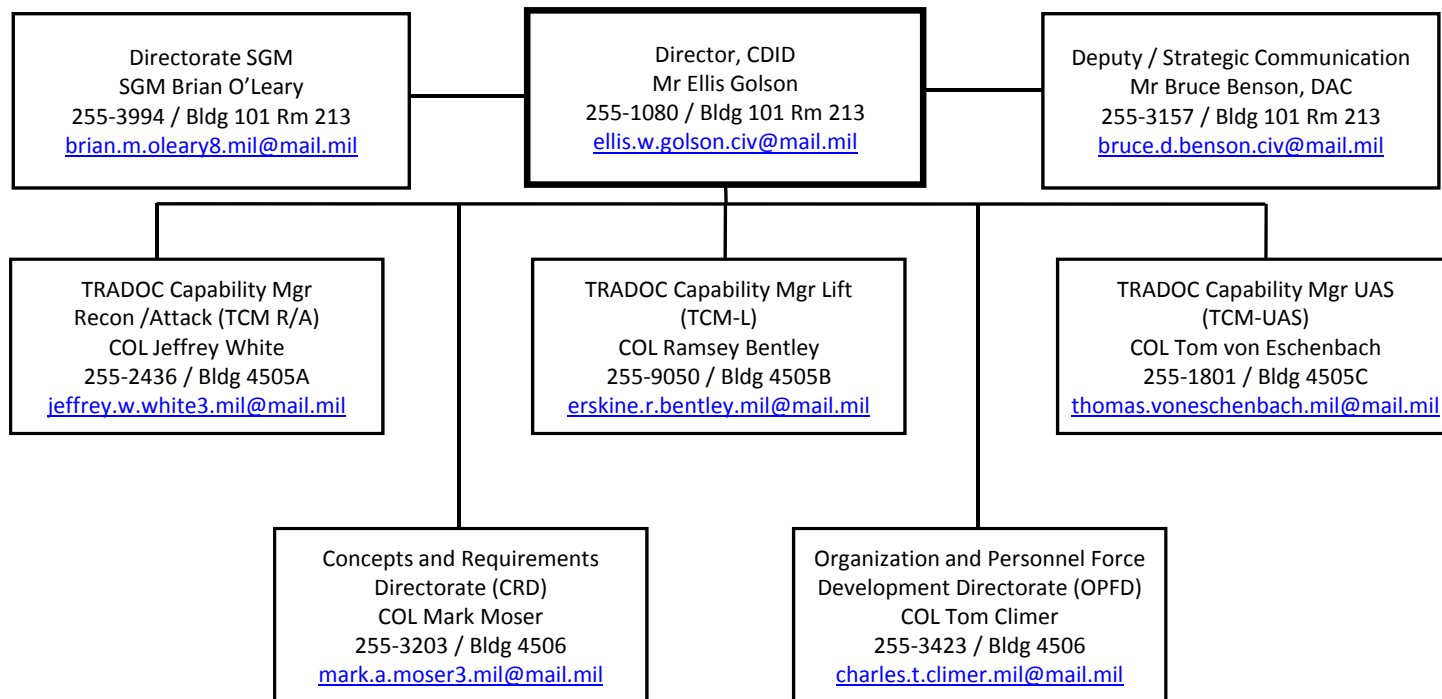 Directorate SGM
SGM Brian O’Leary
255-3994 / Bldg 101 Rm 213
brian.m.oleary8.mil@mail.mil
Director, CDID
Mr Ellis Golson
255-1080 / Bldg 101 Rm 213
ellis.w.golson.civ@mail.mil
Deputy / Strategic Communication
Mr Bruce Benson, DAC
255-3157 / Bldg 101 Rm 213
bruce.d.benson.civ@mail.mil
TRADOC Capability Mgr
Recon /Attack (TCM R/A)
COL Jeffrey White
255-2436 / Bldg 4505A
jeffrey.w.white3.mil@mail.mil
TRADOC Capability Mgr Lift
(TCM-L)
COL Ramsey Bentley
255-9050 / Bldg 4505B
erskine.r.bentley.mil@mail.mil
TRADOC Capability Mgr UAS
(TCM-UAS)
COL Tom von Eschenbach
255-1801 / Bldg 4505C
thomas.voneschenbach.mil@mail.mil
Concepts and Requirements
Directorate (CRD)
COL Mark Moser
255-3203 / Bldg 4506
mark.a.moser3.mil@mail.mil
Organization and Personnel Force
Development Directorate (OPFD)
COL Tom Climer
255-3423 / Bldg 4506
charles.t.climer.mil@mail.mil